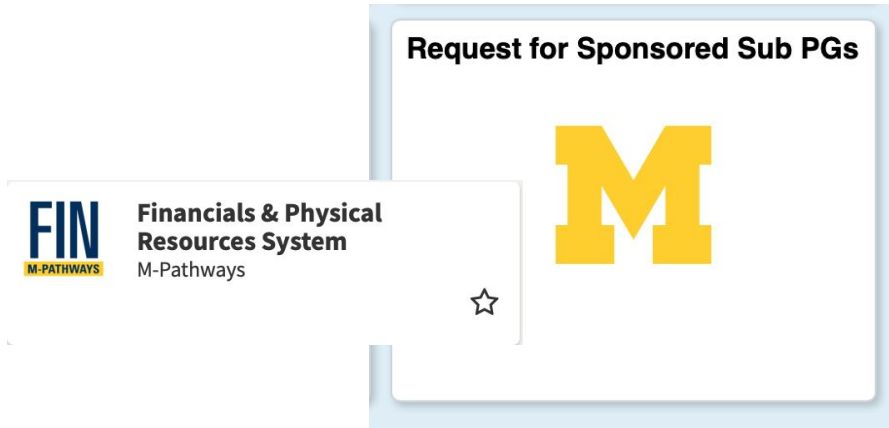 Request for Sponsored Sub PGs
M
FIN
M-PATHWAYS
Financials & Physical
Resources System
M-Pathways